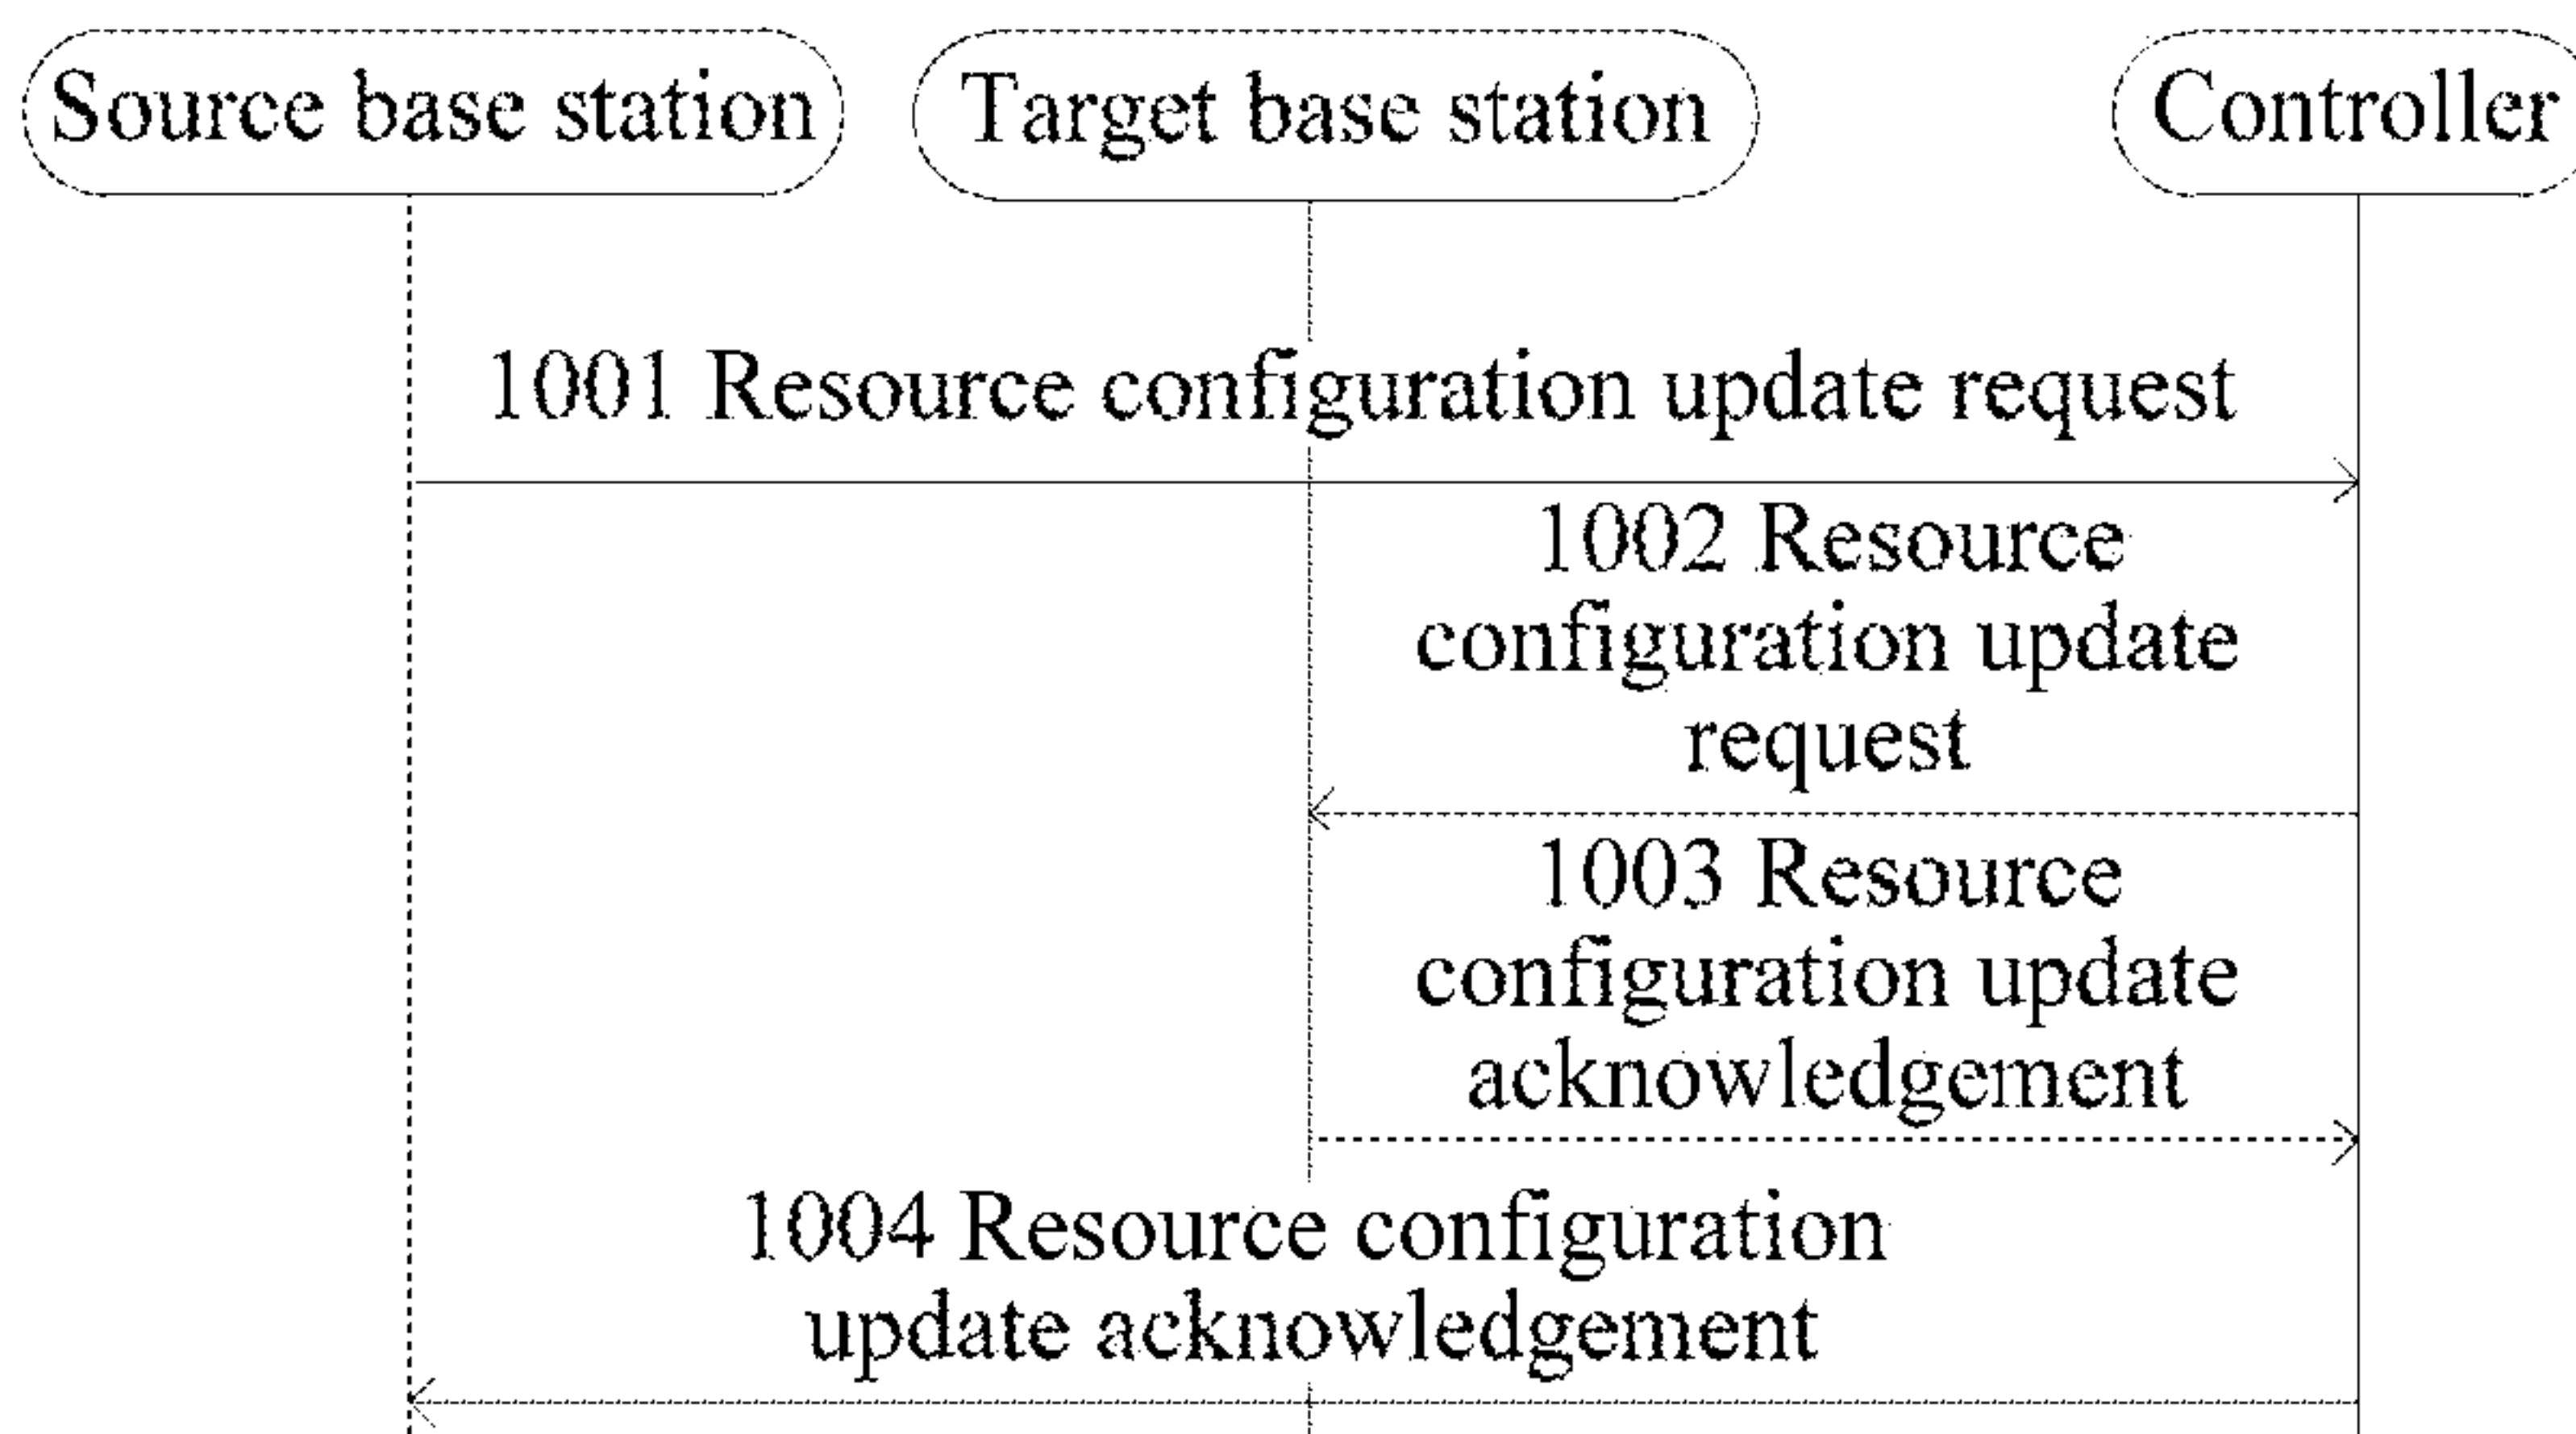 Source base station
Target base station
Controller
1001 Resource configuration update request
1002 Resource
configuration update
request
1003 Resource
configuration update
acknowledgement
1004 Resource configuration
update acknowledgement